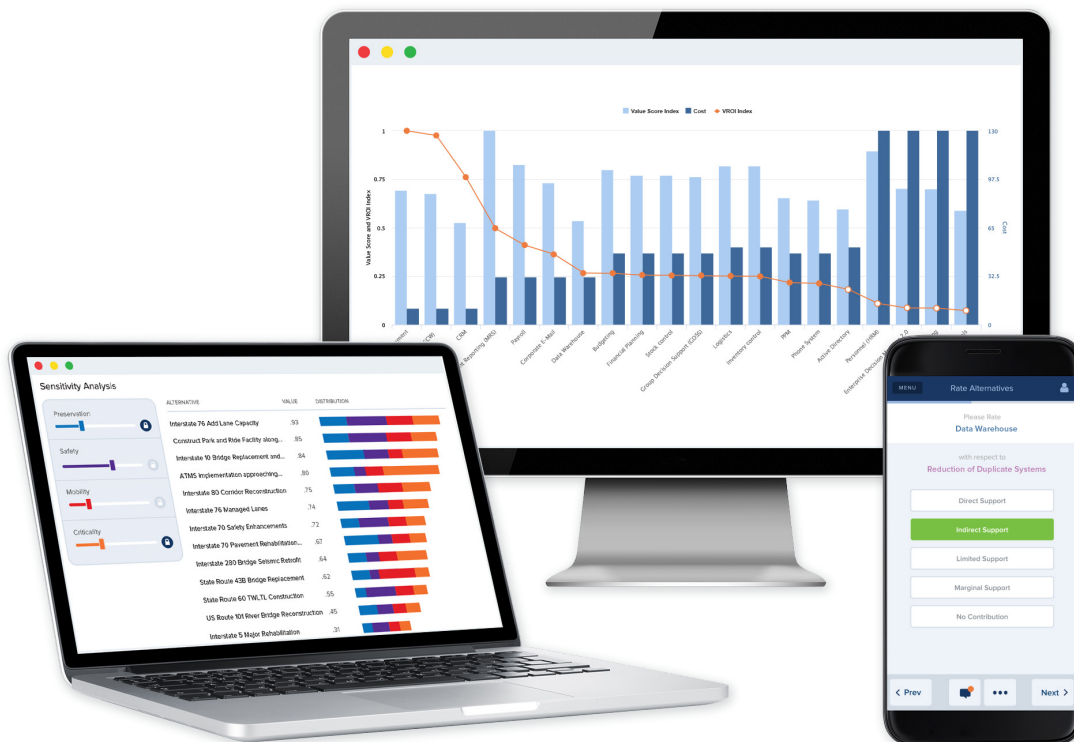 Value Score Index
Cost
VROI Index
Value Score and VROI Index
1
0.75
0.5
0.25
0
130
97.5
65
32.5
0
Cost
CRM
Reporting (MRS)
Payroll
Corporate E-Mail
Data Warehouse
Budgeting
Financial Planning
Stock control
Group Decision Support (GDSS)
Logistics
Inventory control
PPM
Phone System
Active Directory
Personnel (HRM)
Enterprise Decision
2.0
Sensitivity Analysis
Preservation
Safety
Mobility
Criticality
ALTERNATIVE VALUE DISTRIBUTION
Interstate 76 Add Lane Capacity .93
Construct Park and Ride Facility along... .85
Interstate 10 Bridge Replacement and... .84
ATMS Implementation approaching... .80
Interstate 80 Corridor Reconstruction .75
Interstate 76 Managed Lanes .74
Interstate 70 Safety Enhancements .72
Interstate 70 Pavement Rehabilitation... .67
Interstate 280 Bridge Seismic Retrofit .64
State Route 43B Bridge Replacement .62
State Route 60 TWLTL Construction .55
US Route 101 River Bridge Reconstruction .45
Interstate 5 Major Rehabilitation .31
MENU
Rate Alternatives
Please Rate
Data Warehouse
with respect to
Reduction of Duplicate Systems
Direct Support
Indirect Support
Limited Support
Marginal Support
No Contribution
Prev
Next